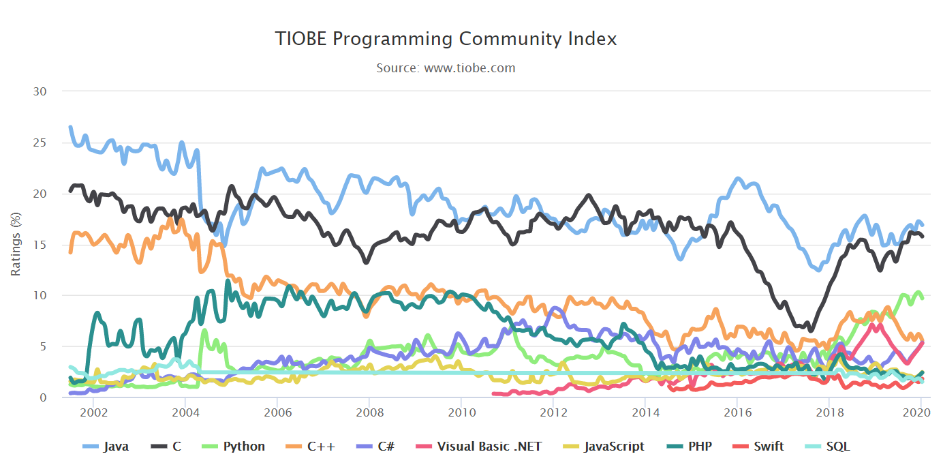 TIOBE Programming Community Index
Source: www.tiobe.com
Ratings (%)
30
25
20
15
10
5
0
2002 2004 2006 2008 2010 2012 2014 2016 2018 2020
Java C Python C++ C# Visual Basic .NET JavaScript PHP Swift SQL